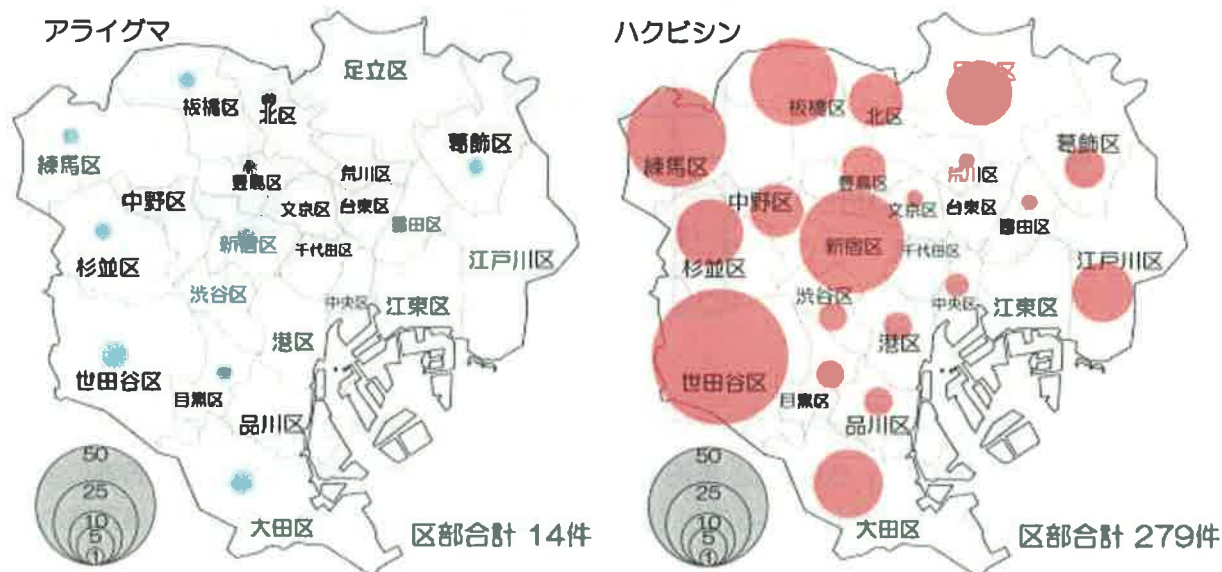 アライグマ
足立区
板橋区
北区
葛飾区
練馬区
豊島区
荒川区
中野区
文京区
台東区
墨田区
新宿区
千代田区
江戸川区
杉並区
渋谷区
中央区
江東区
港区
世田谷区
目黒区
品川区
大田区
50
25
10
5
1
区部合計 14件
ハクビシン
板橋区
北区
葛飾区
練馬区
豊島区
荒川区
中野区
文京区
台東区
墨田区
新宿区
千代田区
江戸川区
杉並区
渋谷区
中央区
江東区
港区
世田谷区
目黒区
品川区
大田区
50
25
10
5
1
区部合計 279件